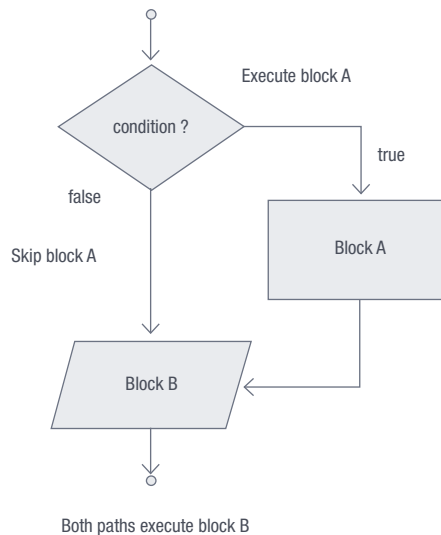 Execute block A
condition ?
true
false
Skip block A
Block A
Block B
Both paths execute block B